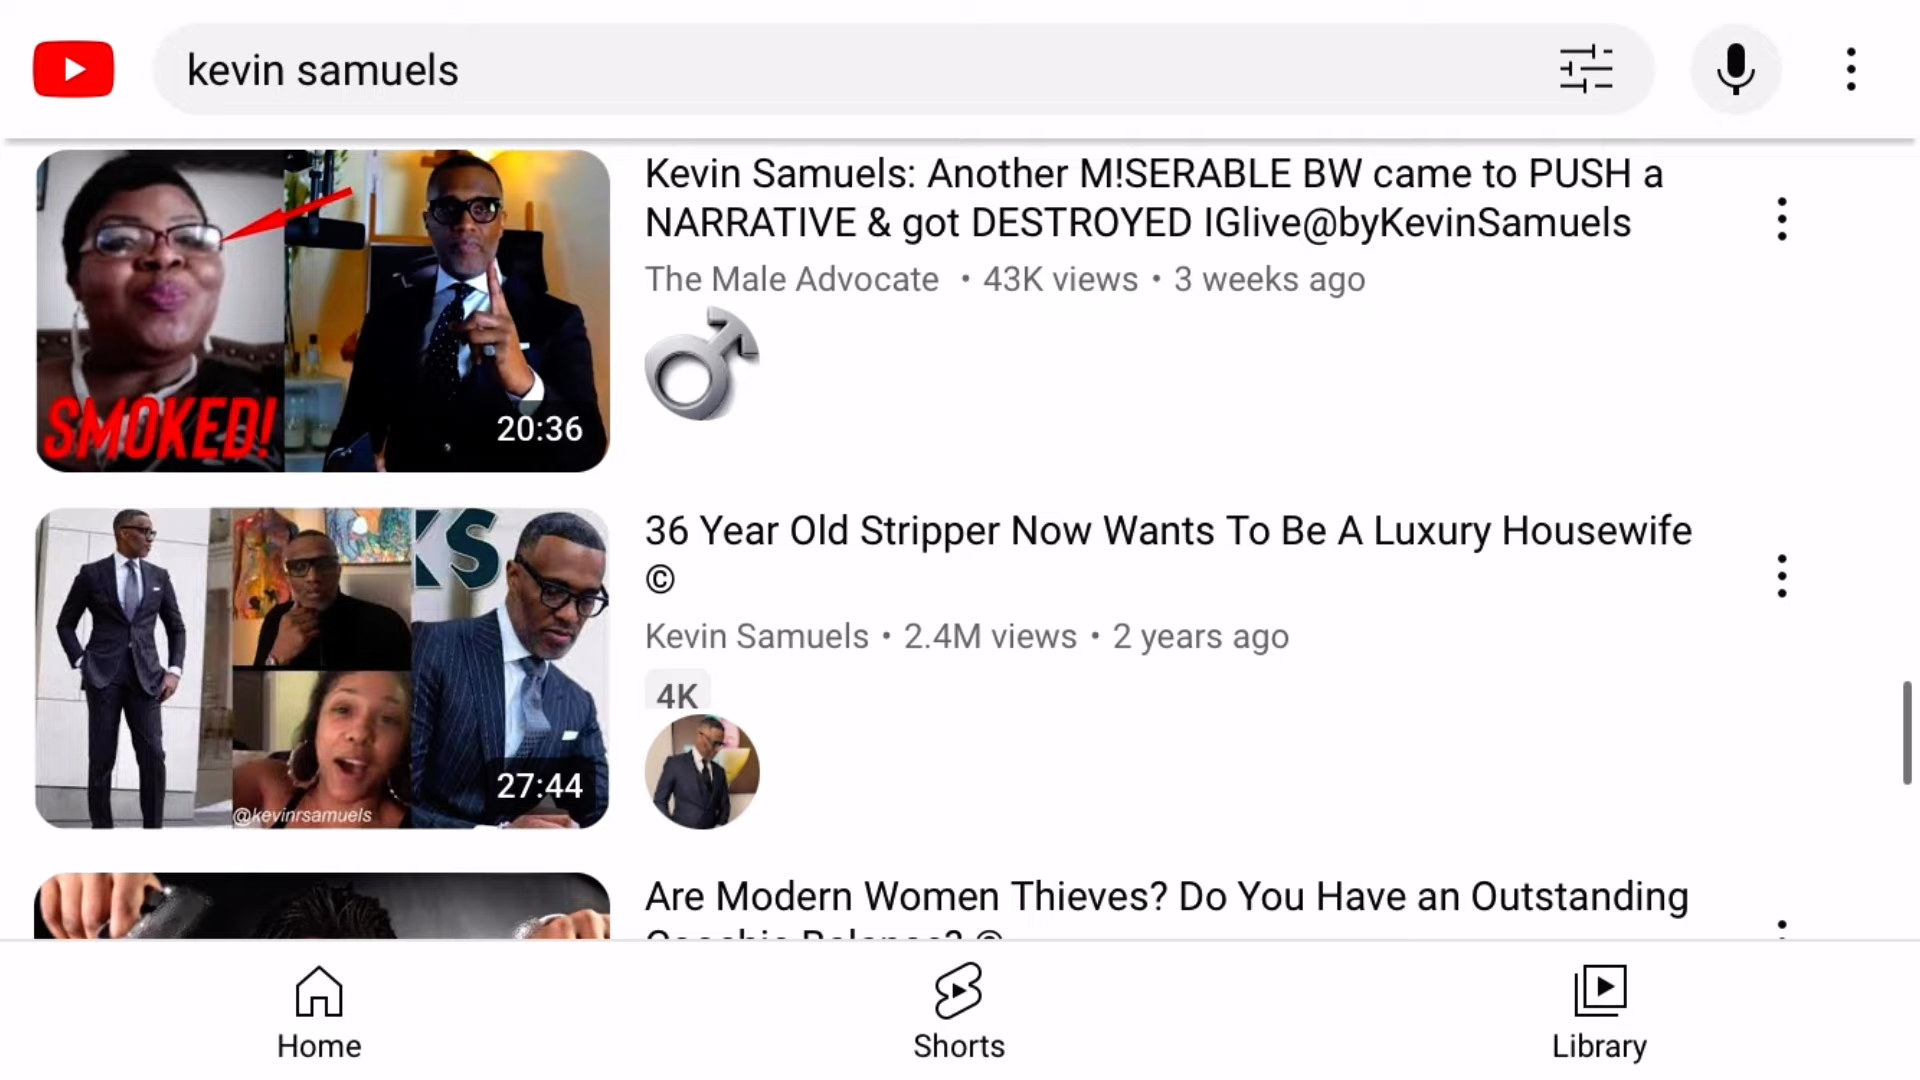 kevin samuels
Kevin Samuels: Another M!SERABLE BW came to PUSH a
NARRATIVE & got DESTROYED IGlive@byKevinSamuels
The Male Advocate • 43K views • 3 weeks ago
SMOKED!
20:36
36 Year Old Stripper Now Wants To Be A Luxury Housewife
©
Kevin Samuels • 2.4M views • 2 years ago
4K
KS
27:44
@kevinrsamuels
Are Modern Women Thieves? Do You Have an Outstanding
Home
Shorts
Library